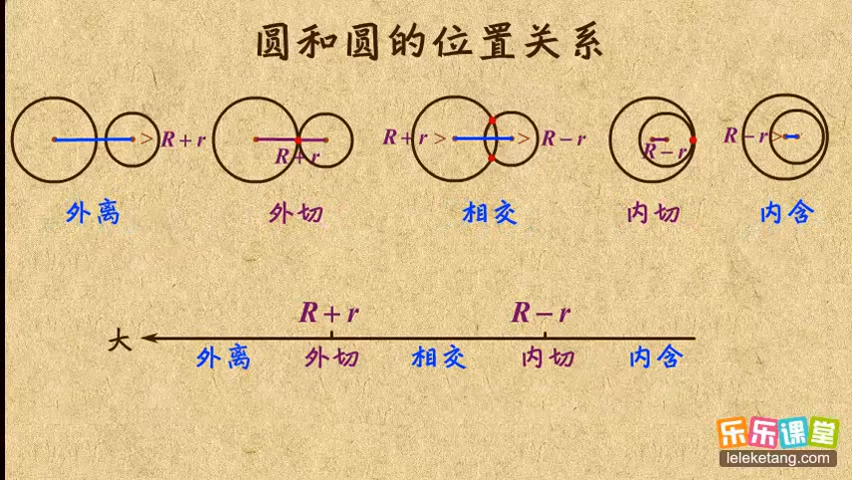 圆和圆的位置关系
> R+r
R+r
R+r > > R−r
R−r
R−r >
外离 外切 相交 内切 内含
R+r R−r
大 外离 外切 相交 内切 内含
乐乐课堂
leleketang.com